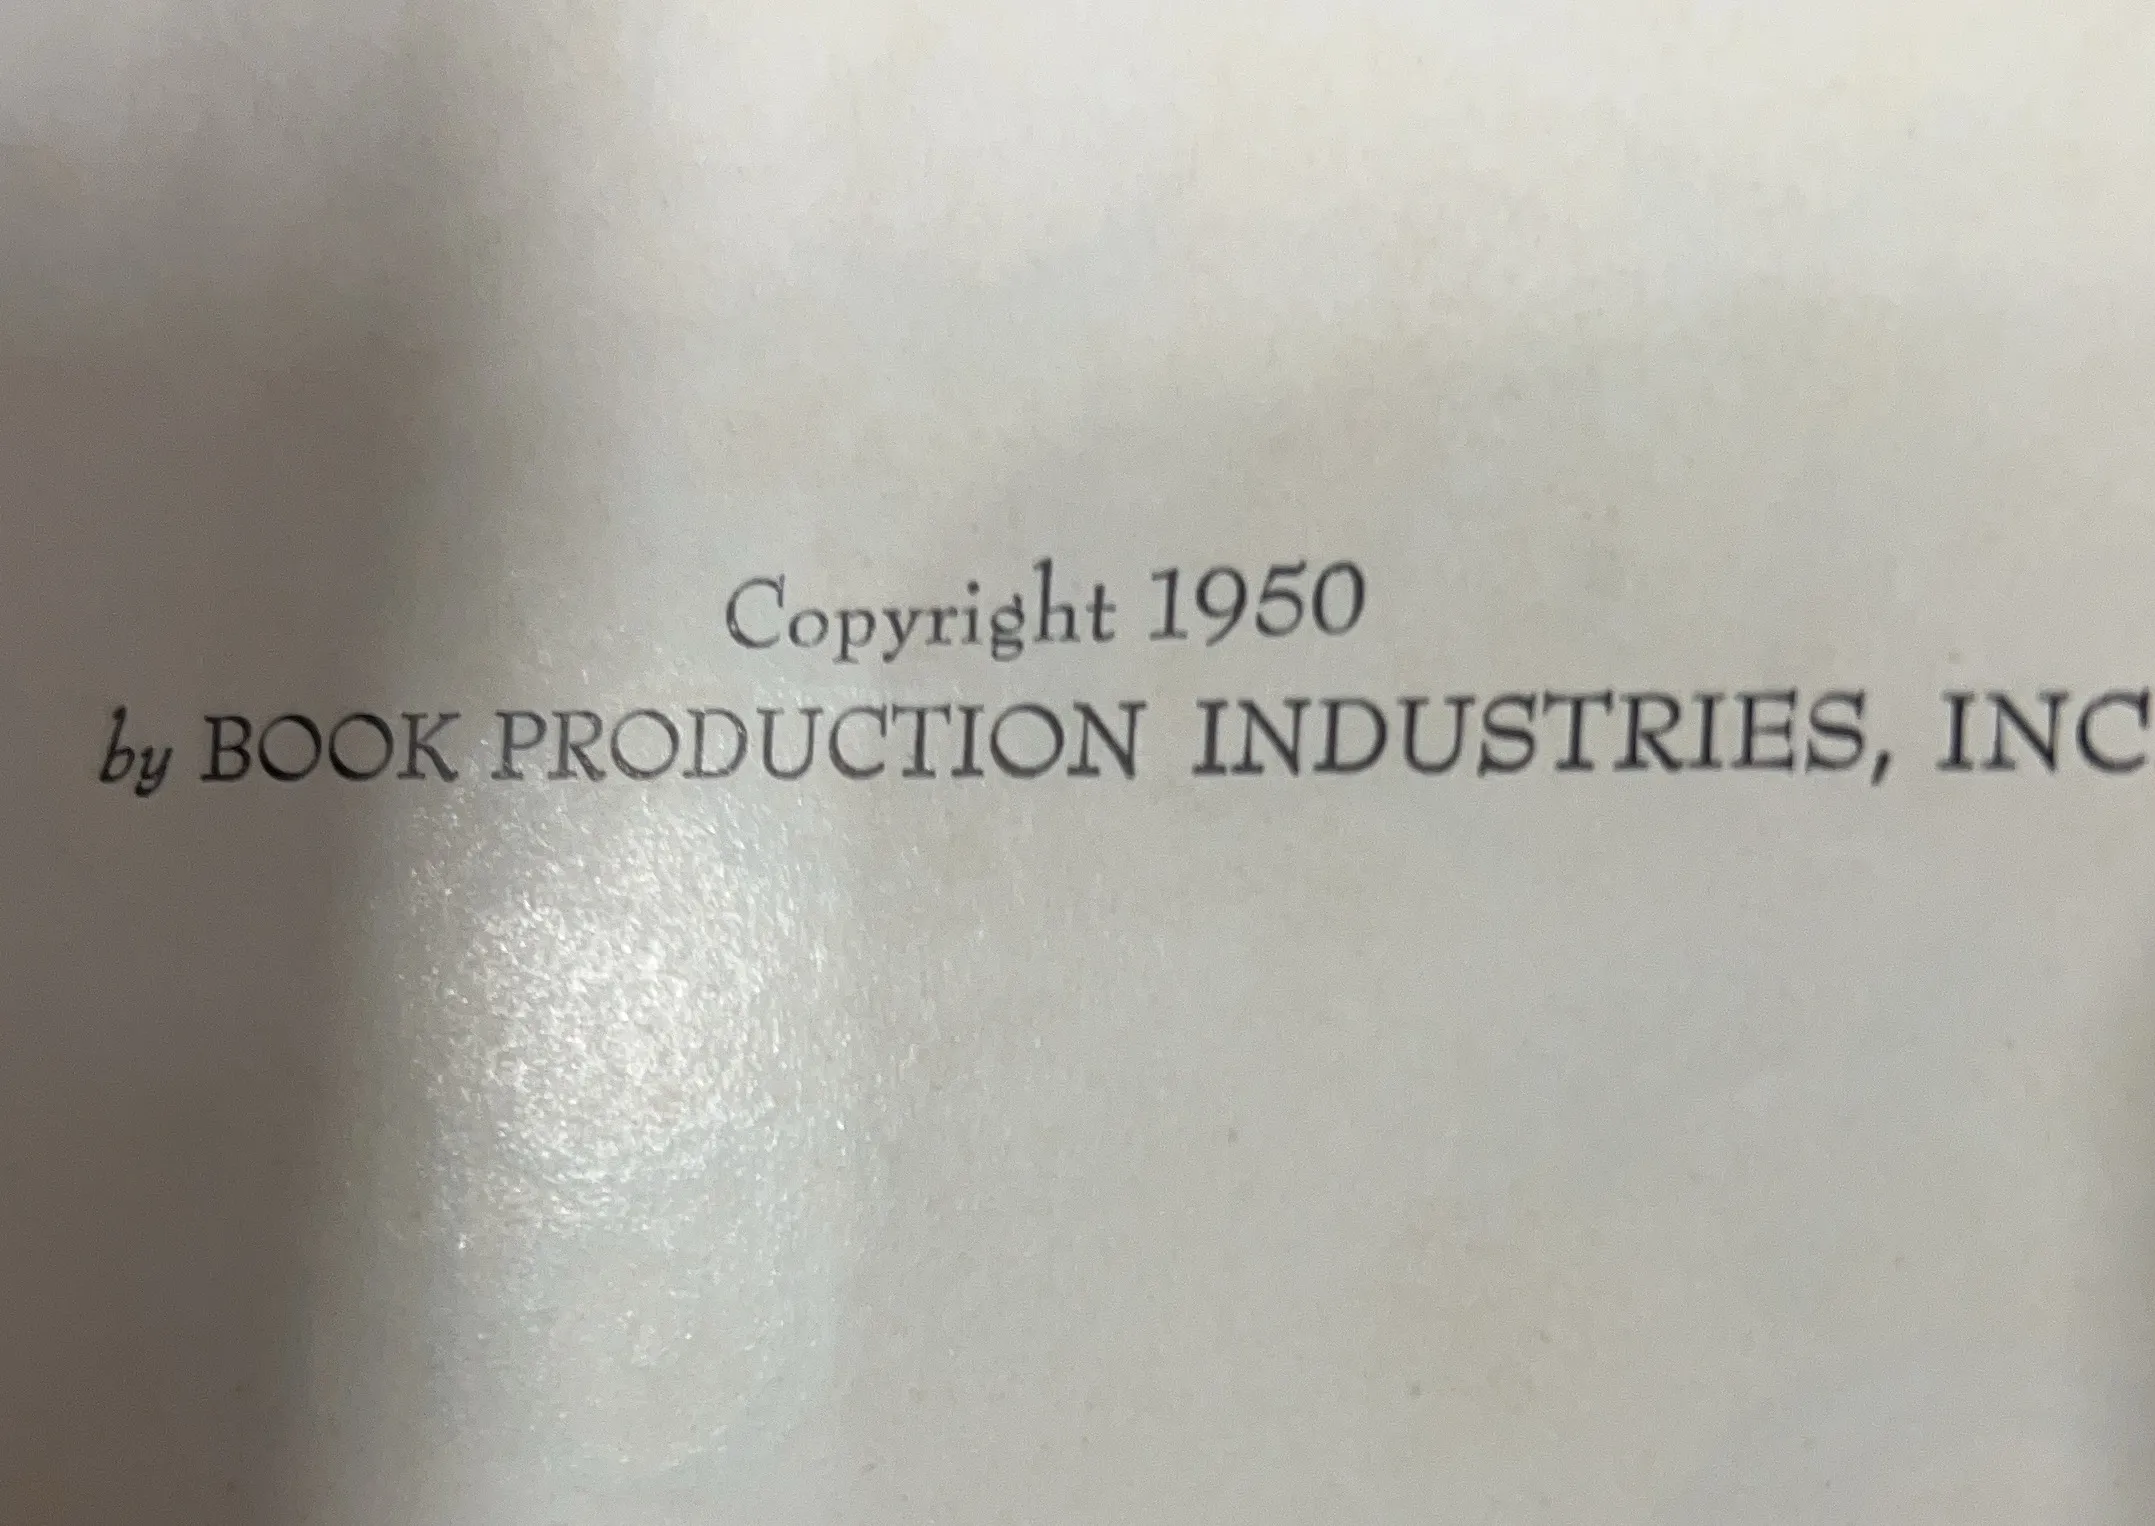 Copyright 1950
by BOOK PRODUCTION INDUSTRIES, INC